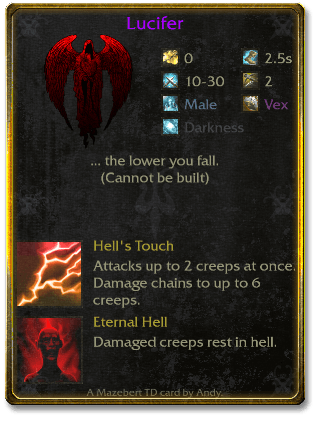 Lucifer
0 2.5s
10-30 2
Male Vex
Darkness
... the lower you fall.
(Cannot be built)
Hell's Touch
Attacks up to 2 creeps at once.
Damage chains to up to 6
creeps.
Eternal Hell
Damaged creeps rest in hell.
A Mazebert TD card by Andy.